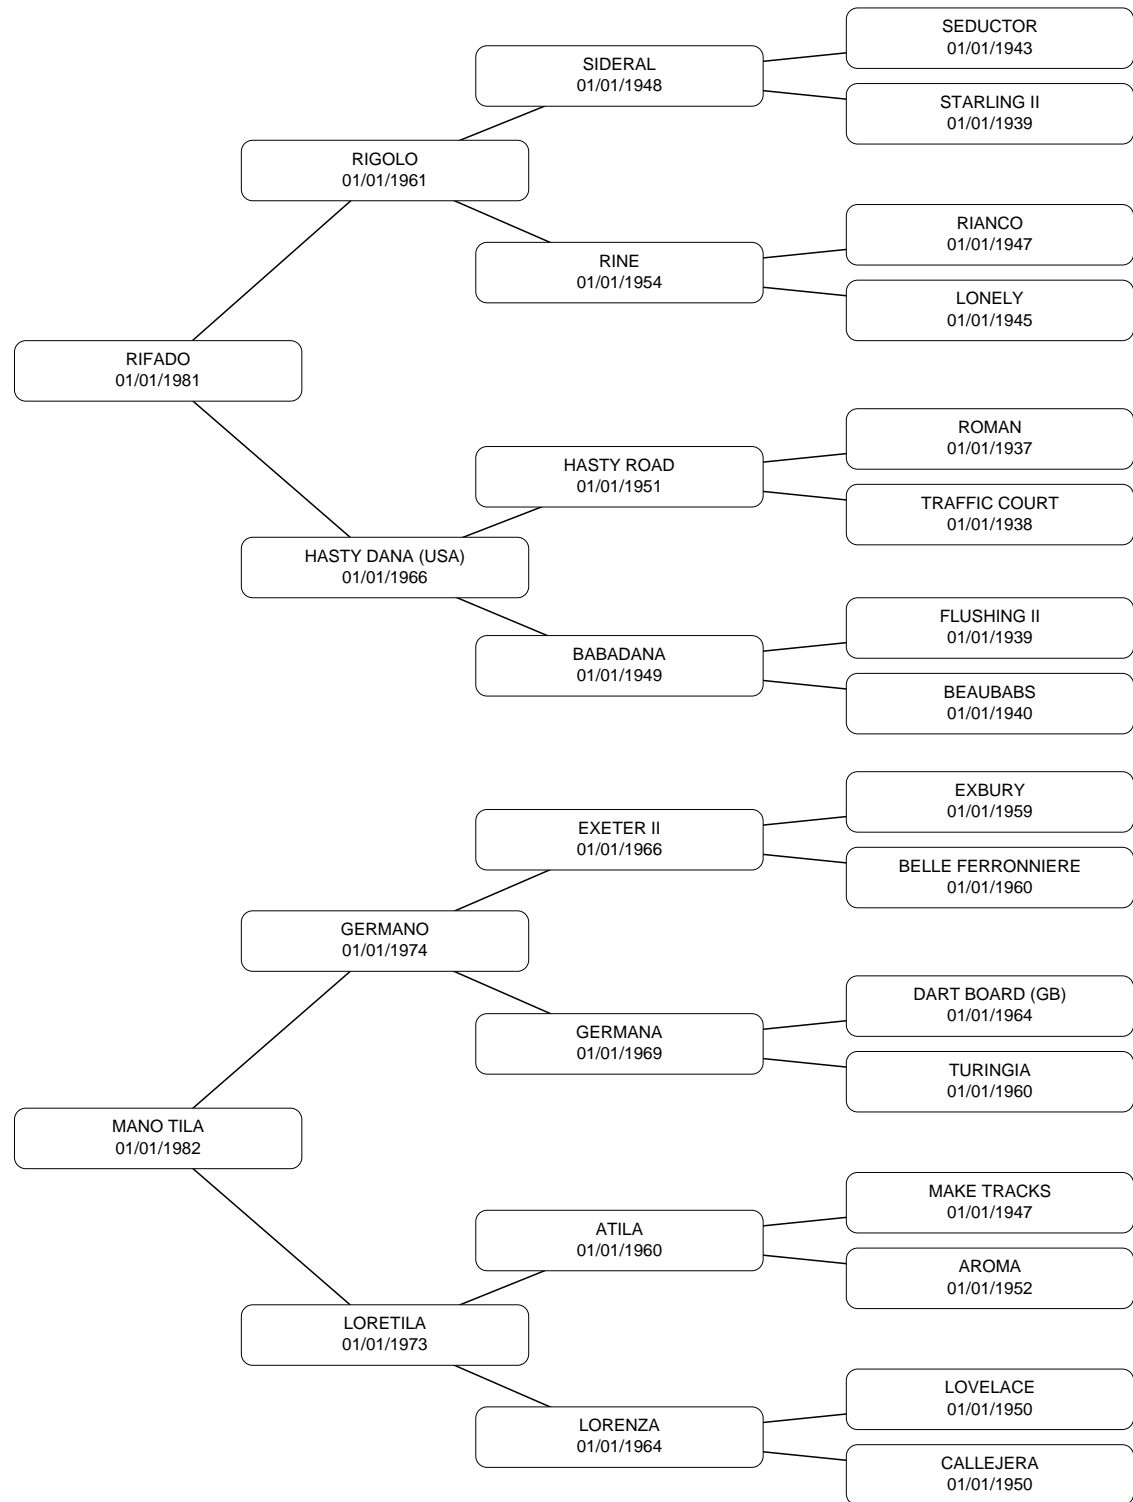 SEDUCTOR
01/01/1943
SIDERAL
01/01/1948
STARLING II
01/01/1939
RIGOLO
01/01/1961
RIANCO
01/01/1947
RINE
01/01/1954
LONELY
01/01/1945
RIFADO
01/01/1981
ROMAN
01/01/1937
HASTY ROAD
01/01/1951
TRAFFIC COURT
01/01/1938
HASTY DANA (USA)
01/01/1966
FLUSHING II
01/01/1939
BABADANA
01/01/1949
BEAUBABS
01/01/1940
EXBURY
01/01/1959
EXETER II
01/01/1966
BELLE FERRONNIERE
01/01/1960
GERMANO
01/01/1974
DART BOARD (GB)
01/01/1964
GERMANA
01/01/1969
TURINGIA
01/01/1960
MANO TILA
01/01/1982
MAKE TRACKS
01/01/1947
ATILA
01/01/1960
AROMA
01/01/1952
LORETILA
01/01/1973
LOVELACE
01/01/1950
LORENZA
01/01/1964
CALLEJERA
01/01/1950